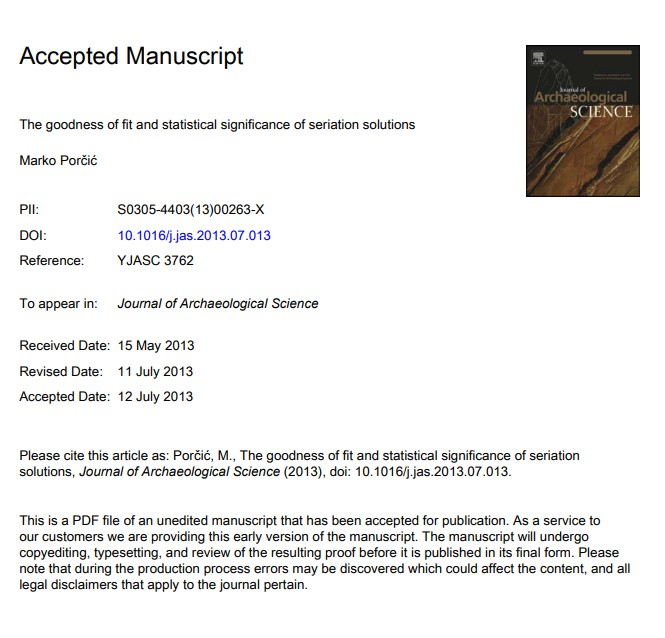 Accepted Manuscript
The goodness of fit and statistical significance of seriation solutions
Marko Porčić
PII: S0305-4403(13)00263-X
DOI: 10.1016/j.jas.2013.07.013
Reference: YJASC 3762
To appear in: Journal of Archaeological Science
Received Date: 15 May 2013
Revised Date: 11 July 2013
Accepted Date: 12 July 2013
Please cite this article as: Porčić, M., The goodness of fit and statistical significance of seriation
solutions, Journal of Archaeological Science (2013), doi: 10.1016/j.jas.2013.07.013.
This is a PDF file of an unedited manuscript that has been accepted for publication. As a service to
our customers we are providing this early version of the manuscript. The manuscript will undergo
copyediting, typesetting, and review of the resulting proof before it is published in its final form. Please
note that during the production process errors may be discovered which could affect the content, and all
legal disclaimers that apply to the journal pertain.
Journal of
Archaeological
SCIENCE